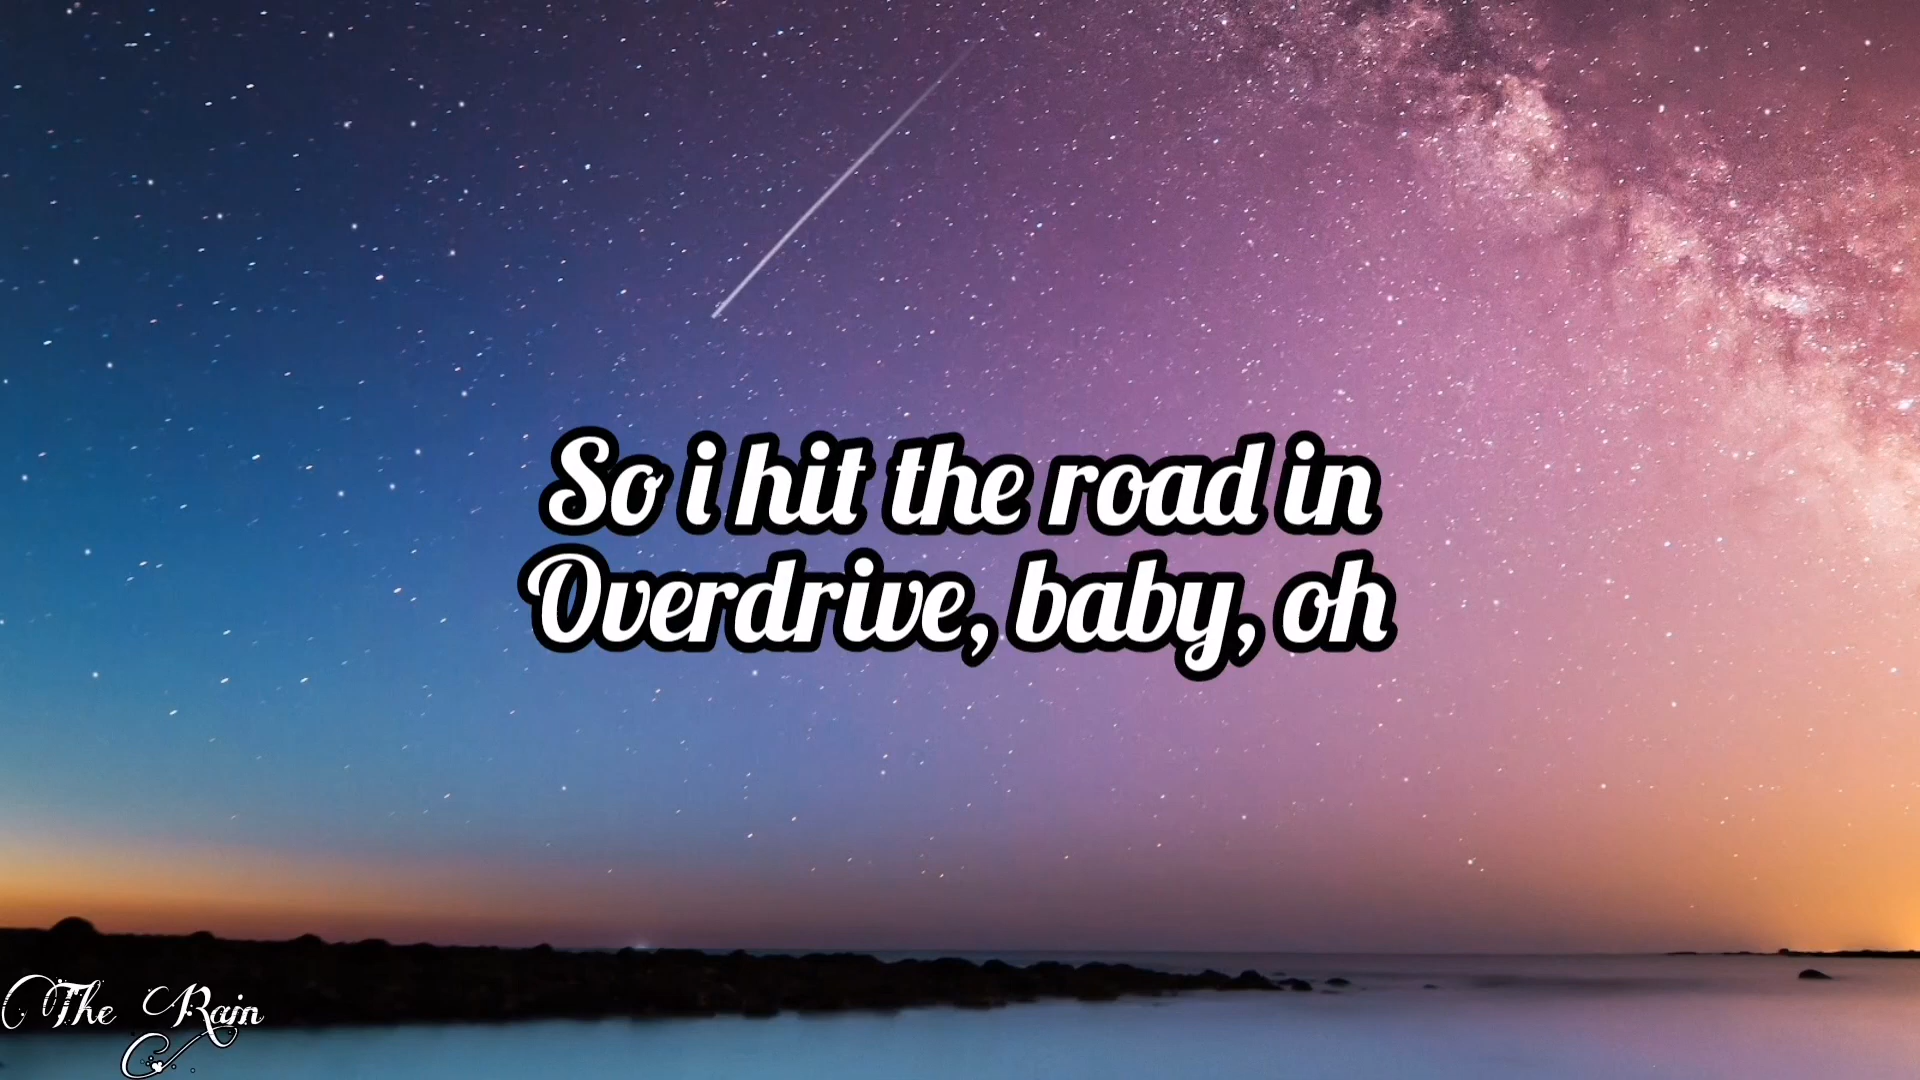 So i hit the road in
Overdrive, baby, oh
The Rain